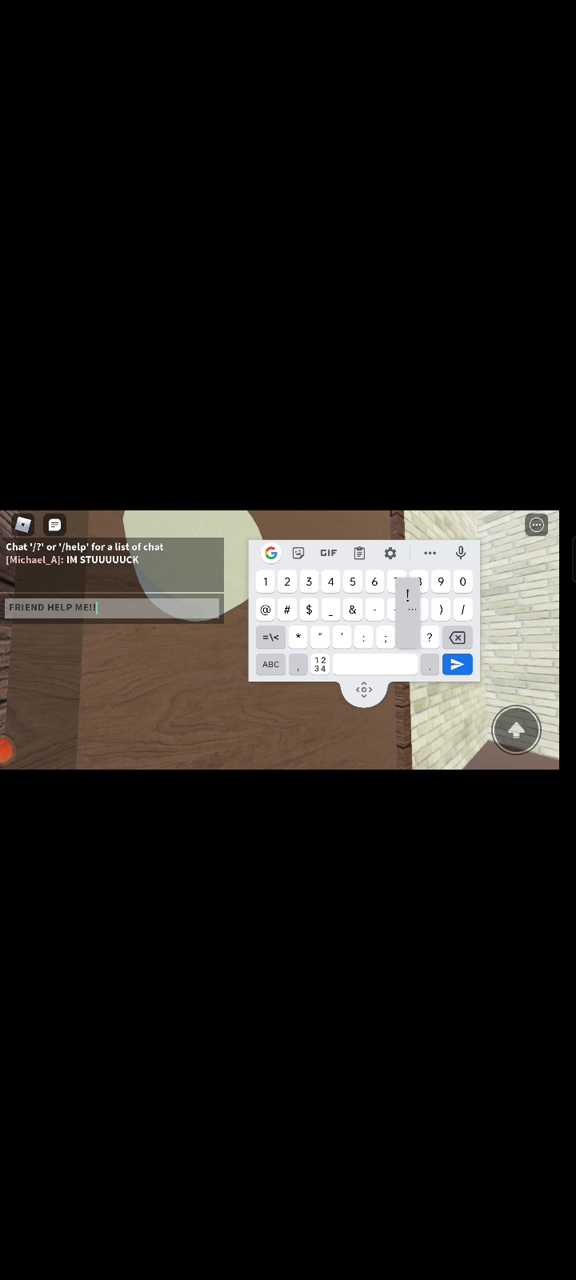 Chat '/?' or '/help' for a list of chat
[Michael_A]: IM STUUUUUCK
FRIEND HELP ME!!
G GIF
1 2 3 4 5 6 9 0
@ # $ _ & - ) /
=\< * " ' : ; ! ?
ABC , 12 34 .